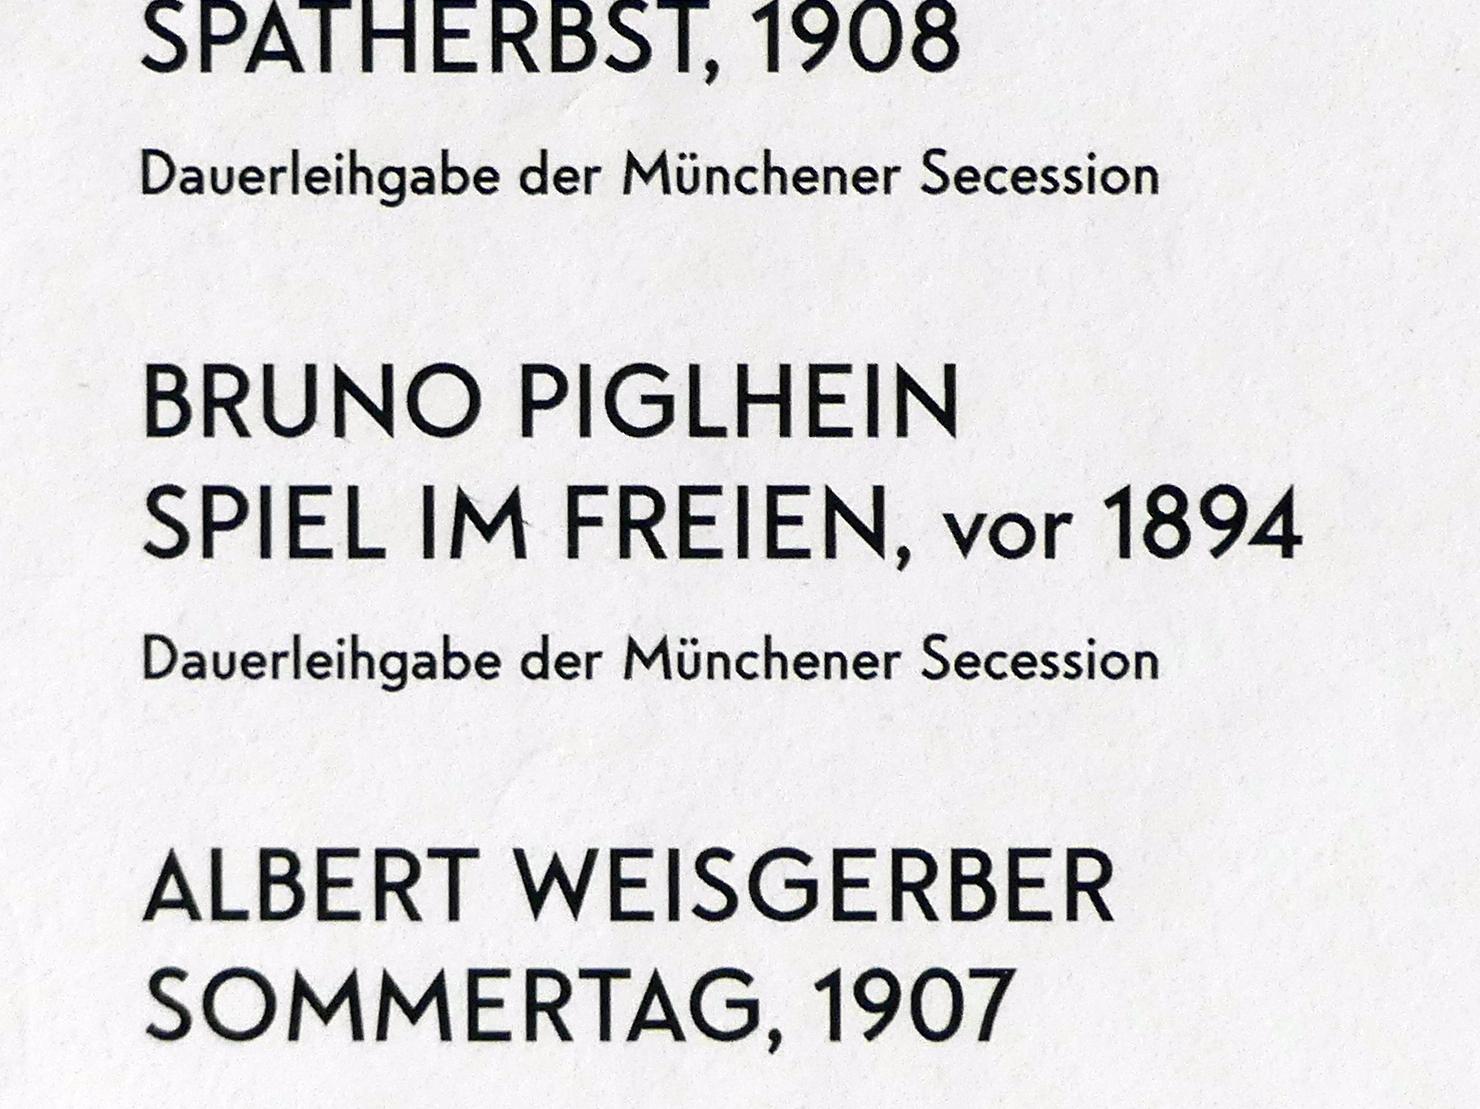 SPÄTHERBST, 1908
Dauerleihgabe der Münchener Secession
BRUNO PIGLHEIN
SPIEL IM FREIEN, vor 1894
Dauerleihgabe der Münchener Secession
ALBERT WEISGERBER
SOMMERTAG, 1907